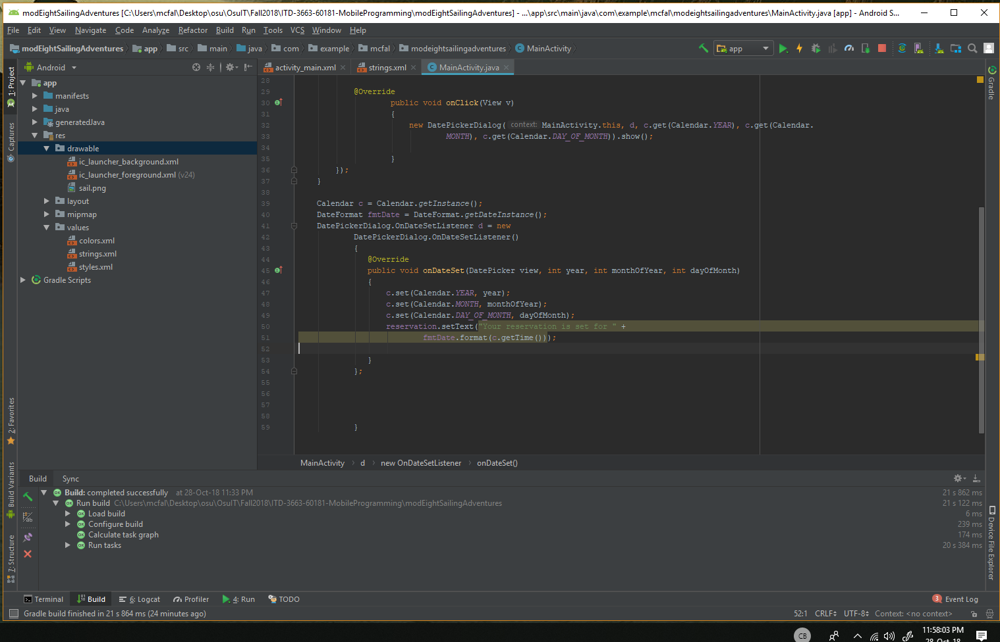 modEightSailingAdventures [C:\Users\mcfal\Desktop\osu\OsuIT\Fall2018\ITD-3663-60181-MobileProgramming\modEightSailingAdventures] - ...\app\src\main\java\com\example\mcfal\modeightsailingadventures\MainActivity.java [app] - Android S...
File Edit View Navigate Code Analyze Refactor Build Run Tools VCS Window Help
modEightSailingAdventures app src main java com example mcfal modeightsailingadventures MainActivity
app
Android
activity_main.xml strings.xml MainActivity.java
1: Project
Captures
2: Favorites
Build Variants
7: Structure
app
manifests
java
generatedJava
res
drawable
ic_launcher_background.xml
ic_launcher_foreground.xml (v24)
sail.png
layout
mipmap
values
colors.xml
strings.xml
styles.xml
Gradle Scripts
28
29 @Override
30 public void onClick(View v)
31 {
32 new DatePickerDialog( context: MainActivity.this, d, c.get(Calendar.YEAR), c.get(Calendar.
33 MONTH), c.get(Calendar.DAY_OF_MONTH)).show();
34
35 }
36 });
37 }
38
39 Calendar c = Calendar.getInstance();
40 DateFormat fmtDate = DateFormat.getDateInstance();
41 DatePickerDialog.OnDateSetListener d = new
42 DatePickerDialog.OnDateSetListener()
43 {
44 @Override
45 public void onDateSet(DatePicker view, int year, int monthOfYear, int dayOfMonth)
46 {
47 c.set(Calendar.YEAR, year);
48 c.set(Calendar.MONTH, monthOfYear);
49 c.set(Calendar.DAY_OF_MONTH, dayOfMonth);
50 reservation.setText("Your reservation is set for " +
51 fmtDate.format(c.getTime()));
52
53 }
54 };
55
56
57
58
59 }
MainActivity › d › new OnDateSetListener › onDateSet()
Gradle
Device File Explorer
Build Sync
Build: completed successfully at 28-Oct-18 11:33 PM 21 s 862 ms
Run build C:\Users\mcfal\Desktop\osu\OsuIT\Fall2018\ITD-3663-60181-MobileProgramming\modEightSailingAdventures 21 s 122 ms
Load build 6 ms
Configure build 239 ms
Calculate task graph 174 ms
Run tasks 20 s 384 ms
Terminal Build 6: Logcat Profiler 4: Run TODO 3 Event Log
Gradle build finished in 21 s 864 ms (24 minutes ago) 52:1 CRLF UTF-8 Context: <no context>
CB 11:58:03 PM
28-Oct-18